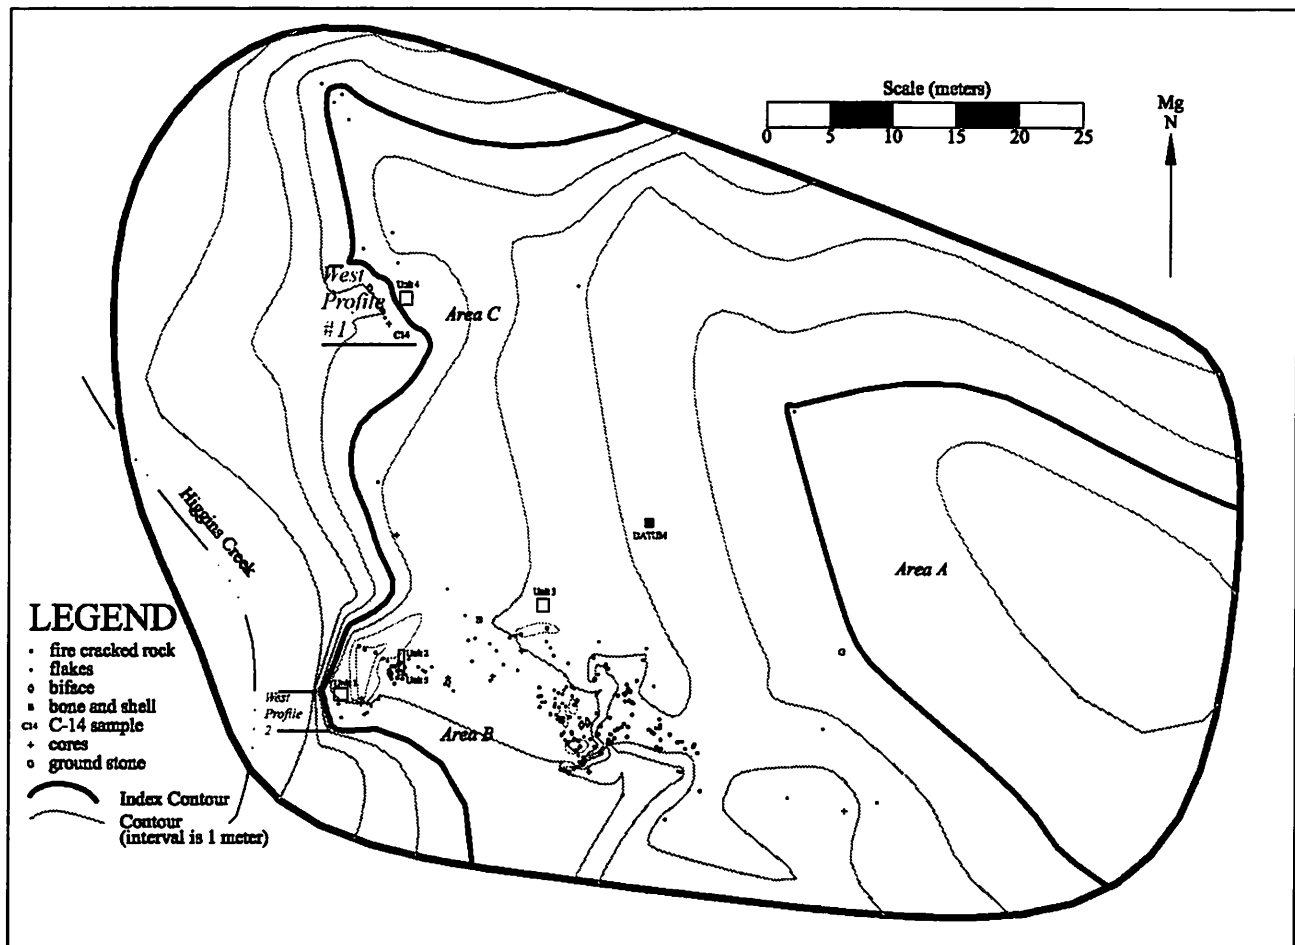 Scale (meters)
0 5 10 15 20 25
Mg
N
West
Profile
#1
Unit 4
C14
Area C
Higgins Creek
DATUM
Area A
Unit 3
Unit 2
Unit 5
Unit 1
West
Profile
2
Area B
LEGEND
fire cracked rock
flakes
biface
bone and shell
C14 C-14 sample
cores
ground stone
Index Contour
Contour
(interval is 1 meter)